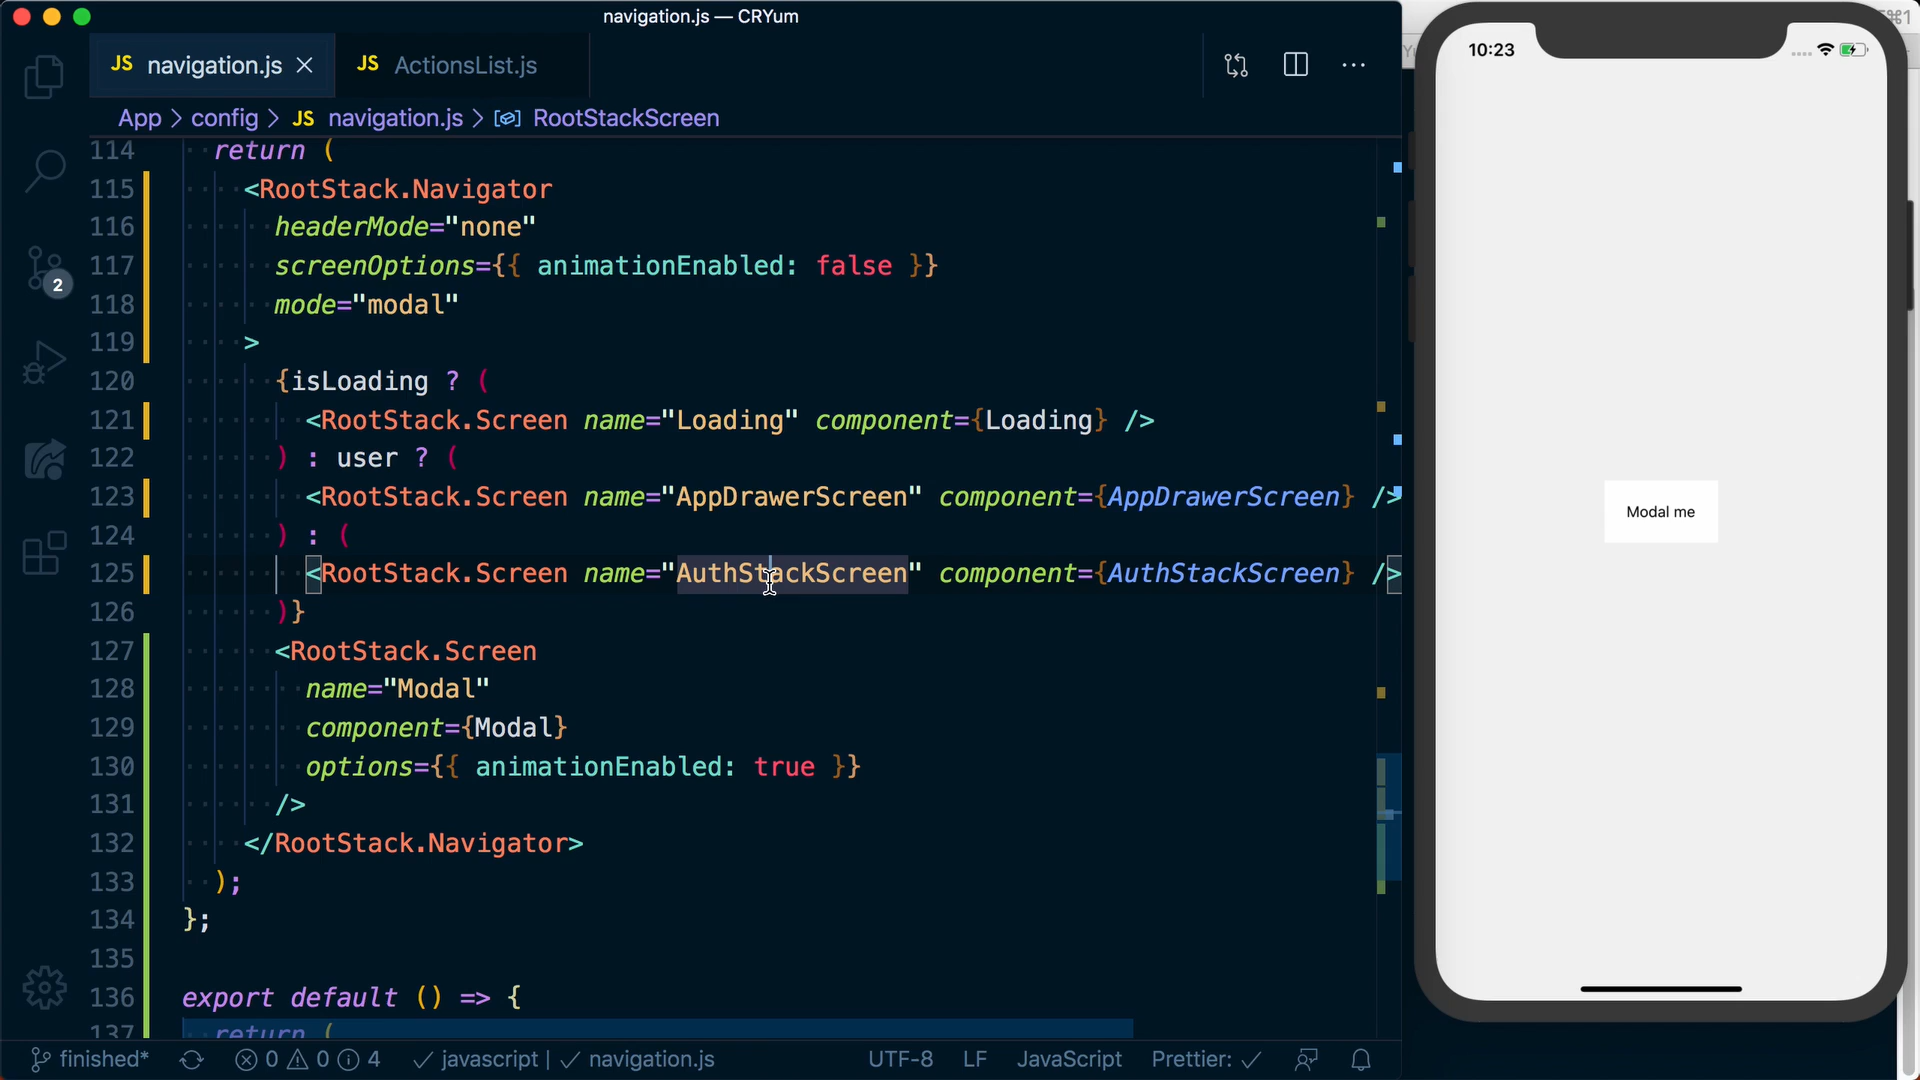 navigation.js — CRYum
JS navigation.js
JS ActionsList.js
App > config > JS navigation.js > RootStackScreen
114 return (
115 <RootStack.Navigator
116 headerMode="none"
117 screenOptions={{ animationEnabled: false }}
118 mode="modal"
119 >
120 {isLoading ? (
121 <RootStack.Screen name="Loading" component={Loading} />
122 ) : user ? (
123 <RootStack.Screen name="AppDrawerScreen" component={AppDrawerScreen} />
124 ) : (
125 <RootStack.Screen name="AuthStackScreen" component={AuthStackScreen} />
126 )}
127 <RootStack.Screen
128 name="Modal"
129 component={Modal}
130 options={{ animationEnabled: true }}
131 />
132 </RootStack.Navigator>
133 );
134 };
135
136 export default () => {
137 return (
2
finished*
0 0 4
javascript | navigation.js
UTF-8 LF JavaScript Prettier:
10:23
Modal me
⌘1